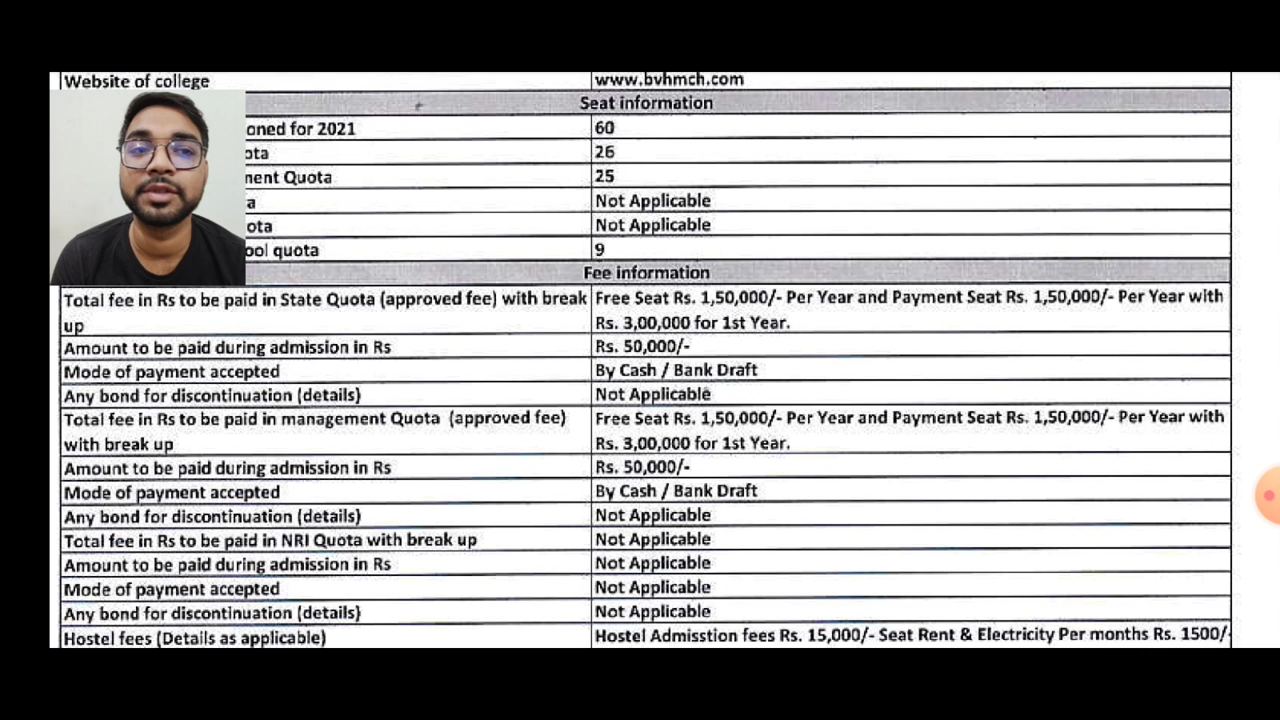 Website of college www.bvhmch.com
Seat information
oned for 2021 60
ota 26
nent Quota 25
a Not Applicable
ota Not Applicable
ool quota 9
Fee information
Total fee in Rs to be paid in State Quota (approved fee) with break Free Seat Rs. 1,50,000/- Per Year and Payment Seat Rs. 1,50,000/- Per Year with
up Rs. 3,00,000 for 1st Year.
Amount to be paid during admission in Rs Rs. 50,000/-
Mode of payment accepted By Cash / Bank Draft
Any bond for discontinuation (details) Not Applicable
Total fee in Rs to be paid in management Quota (approved fee) Free Seat Rs. 1,50,000/- Per Year and Payment Seat Rs. 1,50,000/- Per Year with
with break up Rs. 3,00,000 for 1st Year.
Amount to be paid during admission in Rs Rs. 50,000/-
Mode of payment accepted By Cash / Bank Draft
Any bond for discontinuation (details) Not Applicable
Total fee in Rs to be paid in NRI Quota with break up Not Applicable
Amount to be paid during admission in Rs Not Applicable
Mode of payment accepted Not Applicable
Any bond for discontinuation (details) Not Applicable
Hostel fees (Details as applicable) Hostel Admisstion fees Rs. 15,000/- Seat Rent & Electricity Per months Rs. 1500/-